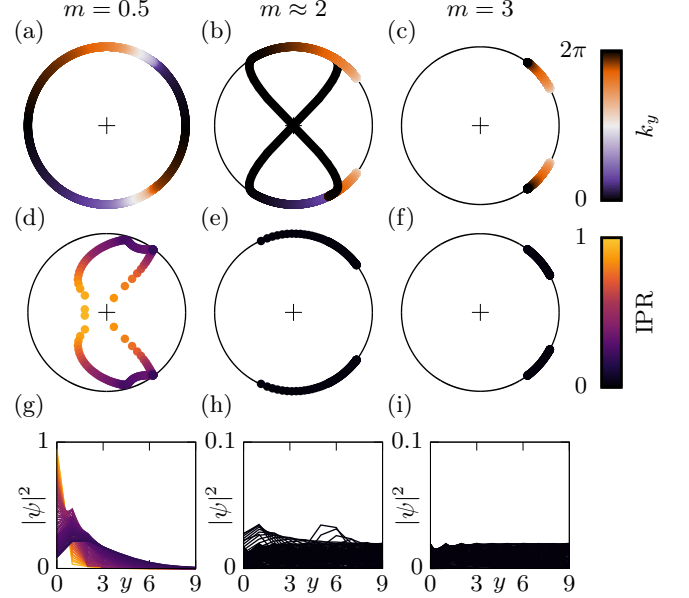 m = 0.5 m ≈ 2 m = 3
(a) (b) (c)
2π
k_y
0
(d) (e) (f)
1
IPR
0
(g) (h) (i)
1 0.1 0.1
|ψ|² |ψ|² |ψ|²
0 0 0
0 3 y 6 9 0 3 y 6 9 0 3 y 6 9